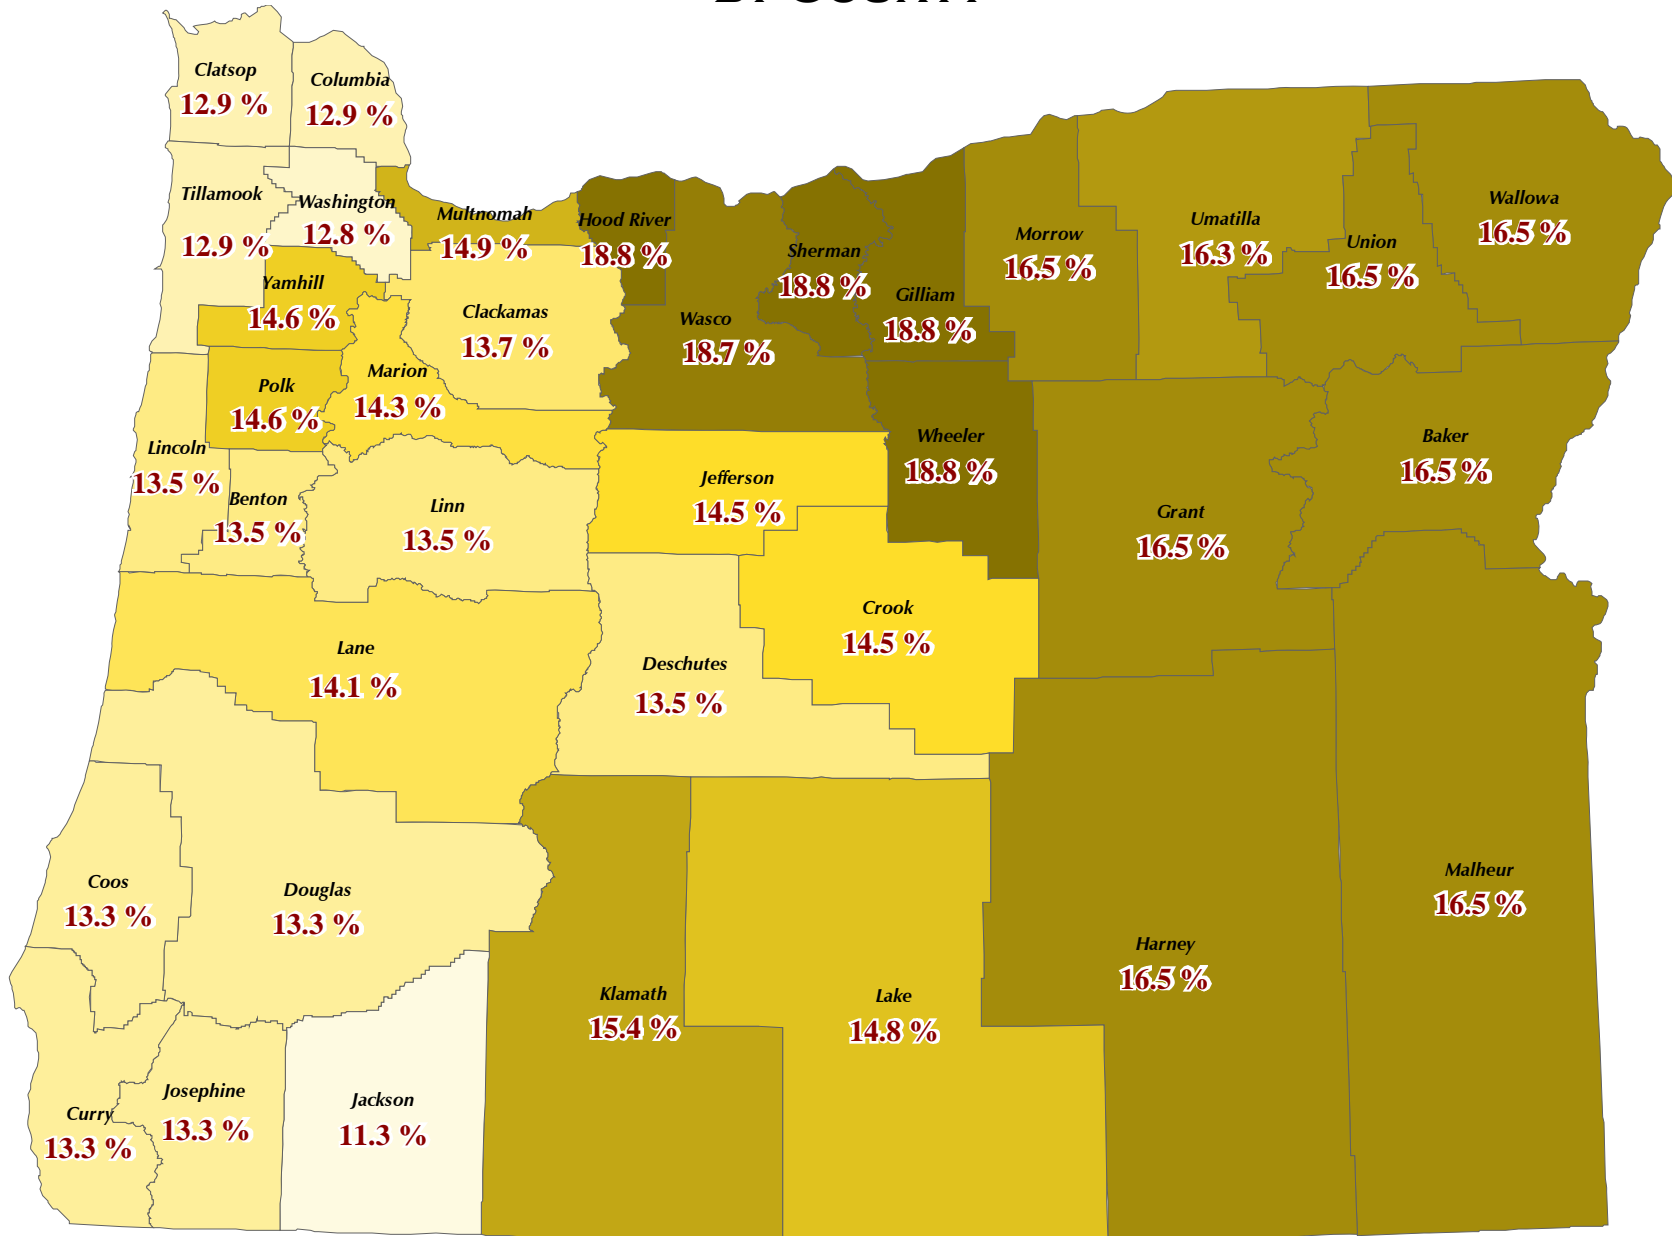 BY COUNTY
Clatsop
12.9 %
Columbia
12.9 %
Tillamook
12.9 %
Washington
12.8 %
Multnomah
14.9 %
Hood River
18.8 %
Sherman
18.8 %
Gilliam
18.8 %
Morrow
16.5 %
Umatilla
16.3 %
Union
16.5 %
Wallowa
16.5 %
Yamhill
14.6 %
Clackamas
13.7 %
Wasco
18.7 %
Polk
14.6 %
Marion
14.3 %
Lincoln
13.5 %
Benton
13.5 %
Linn
13.5 %
Jefferson
14.5 %
Wheeler
18.8 %
Grant
16.5 %
Baker
16.5 %
Lane
14.1 %
Deschutes
13.5 %
Crook
14.5 %
Coos
13.3 %
Douglas
13.3 %
Klamath
15.4 %
Lake
14.8 %
Harney
16.5 %
Malheur
16.5 %
Curry
13.3 %
Josephine
13.3 %
Jackson
11.3 %